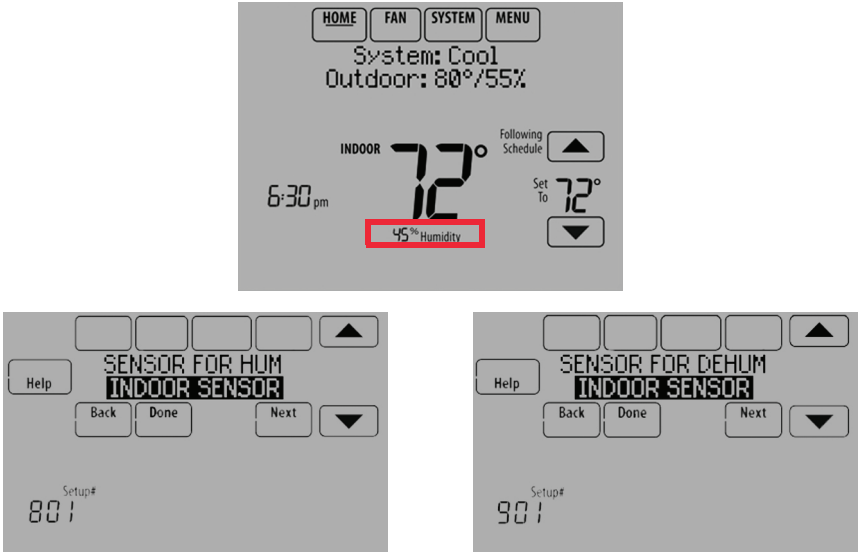 HOME FAN SYSTEM MENU
System: Cool
Outdoor: 80°/55%
Following
Schedule
INDOOR 72°
Set
To 72°
6:30 pm
45% Humidity
SENSOR FOR HUM
Help
INDOOR SENSOR
Back Done Next
Setup#
801
SENSOR FOR DEHUM
Help
INDOOR SENSOR
Back Done Next
Setup#
901